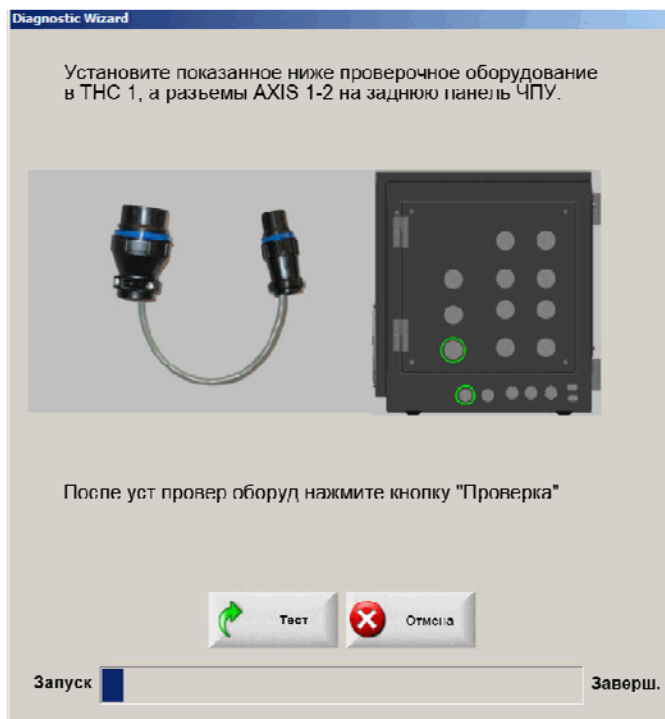 Diagnostic Wizard
Установите показанное ниже проверочное оборудование
в THC 1, а разъемы AXIS 1-2 на заднюю панель ЧПУ.
После уст провер оборуд нажмите кнопку "Проверка"
Тест
Отмена
Запуск
Заверш.